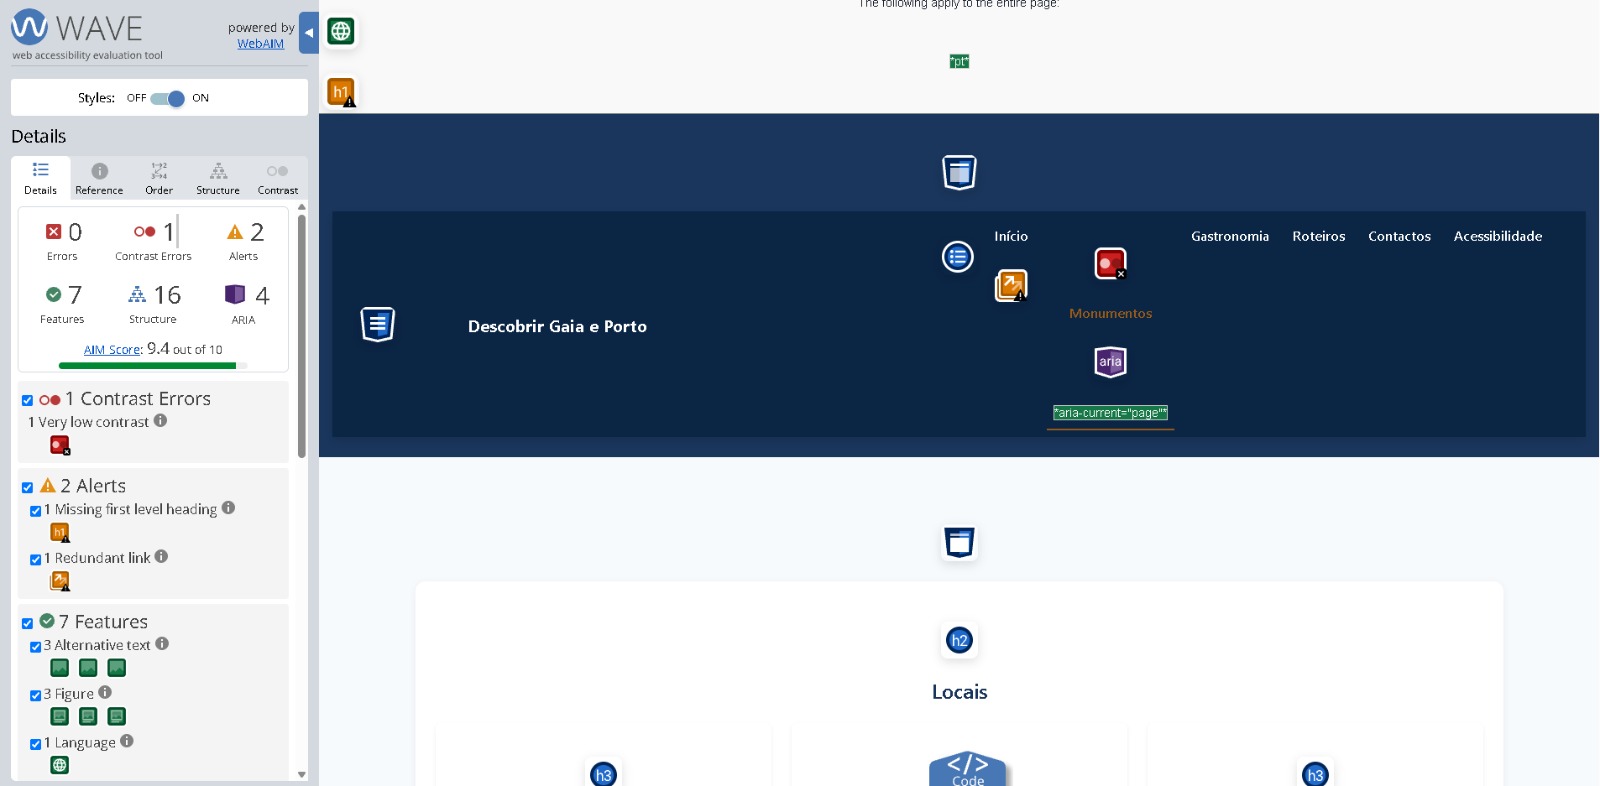 WAVE
powered by
WebAIM
web accessibility evaluation tool
Styles: OFF ON
Details
Details
Reference
Order
Structure
Contrast
0
Errors
1
Contrast Errors
2
Alerts
7
Features
16
Structure
4
ARIA
AIM Score: 9.4 out of 10
1 Contrast Errors
1 Very low contrast
2 Alerts
1 Missing first level heading
h1
1 Redundant link
7 Features
3 Alternative text
3 Figure
1 Language
The following apply to the entire page:
*pt*
h1
Descobrir Gaia e Porto
Início
Monumentos
aria
*aria-current="page"*
Gastronomia
Roteiros
Contactos
Acessibilidade
h2
Locais
h3
</>
Code
h3